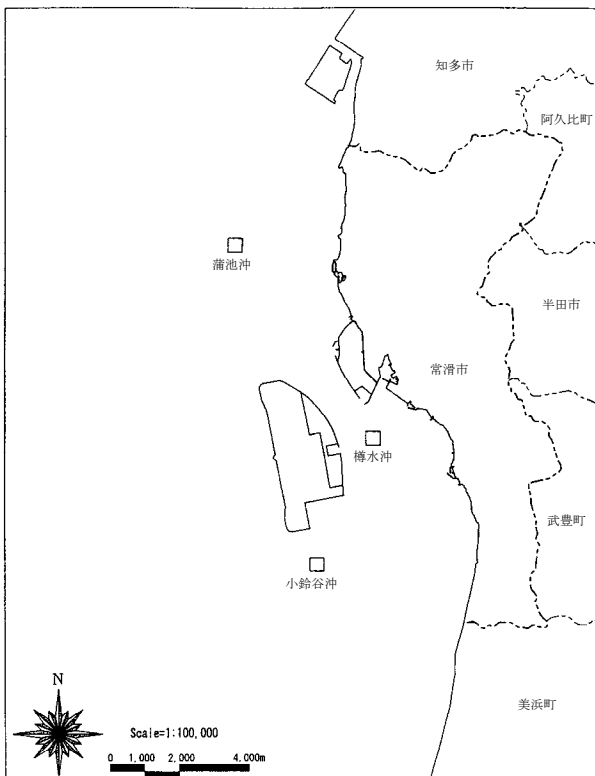 知多市
阿久比町
蒲池沖
半田市
常滑市
樽水沖
武豊町
小鈴谷沖
美浜町
N
Scale=1:100,000
0 1,000 2,000 4,000m